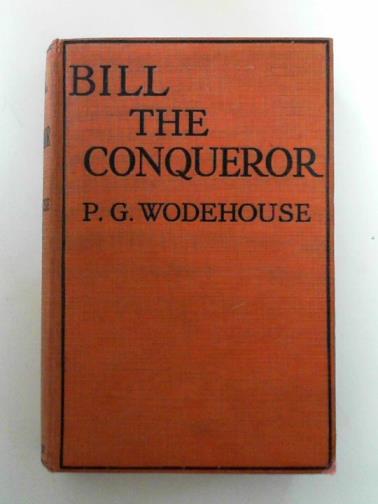 BILL
THE
CONQUEROR
P. G. WODEHOUSE